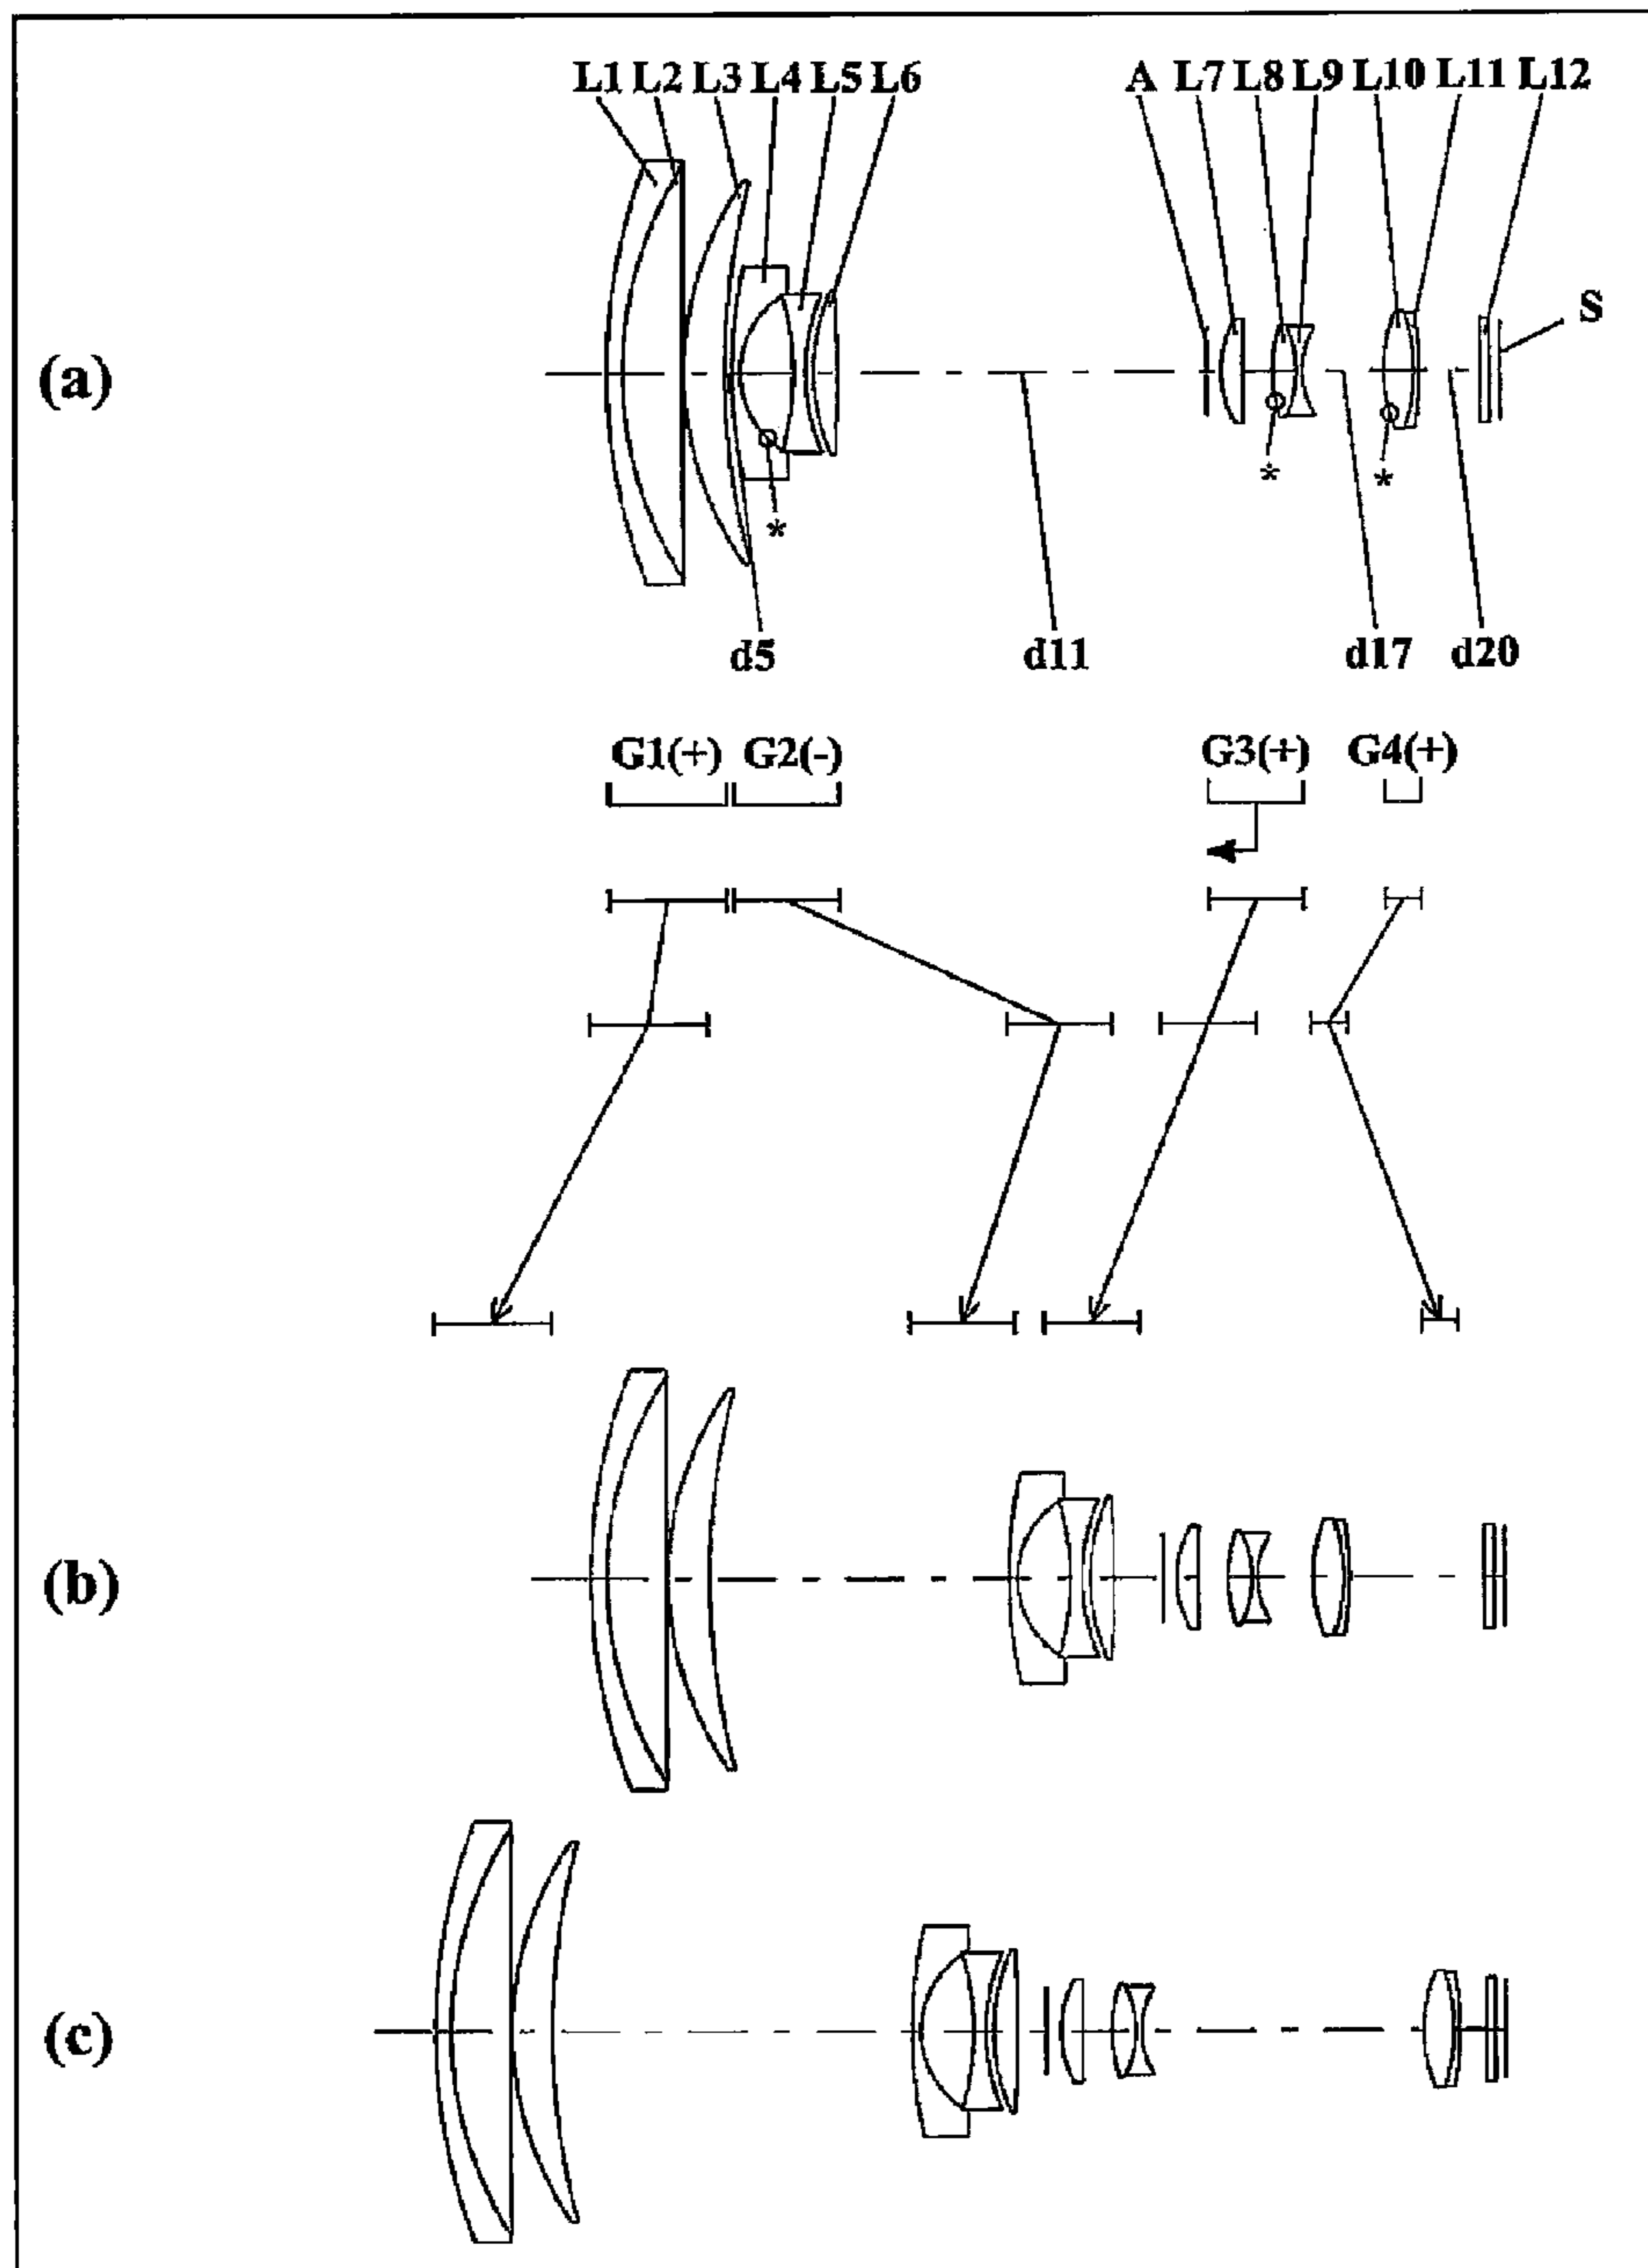 L1 L2 L3 L4 L5 L6 A L7 L8 L9 L10 L11 L12
S
(a)
* * *
d5 d11 d17 d20
G1(+) G2(-) G3(+) G4(+)
(b)
(c)